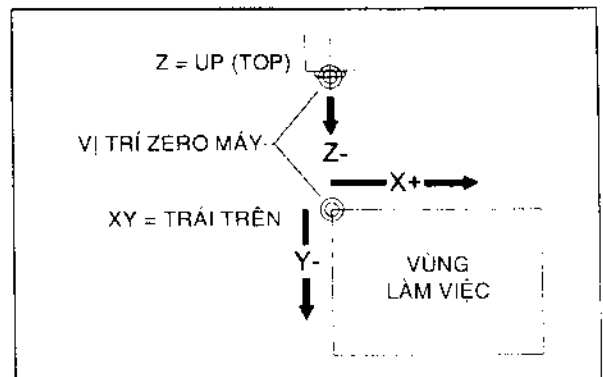 Z = UP (TOP)
VỊ TRÍ ZERO MÁY
Z-
X+
XY = TRÁI TRÊN
Y-
VÙNG
LÀM VIỆC